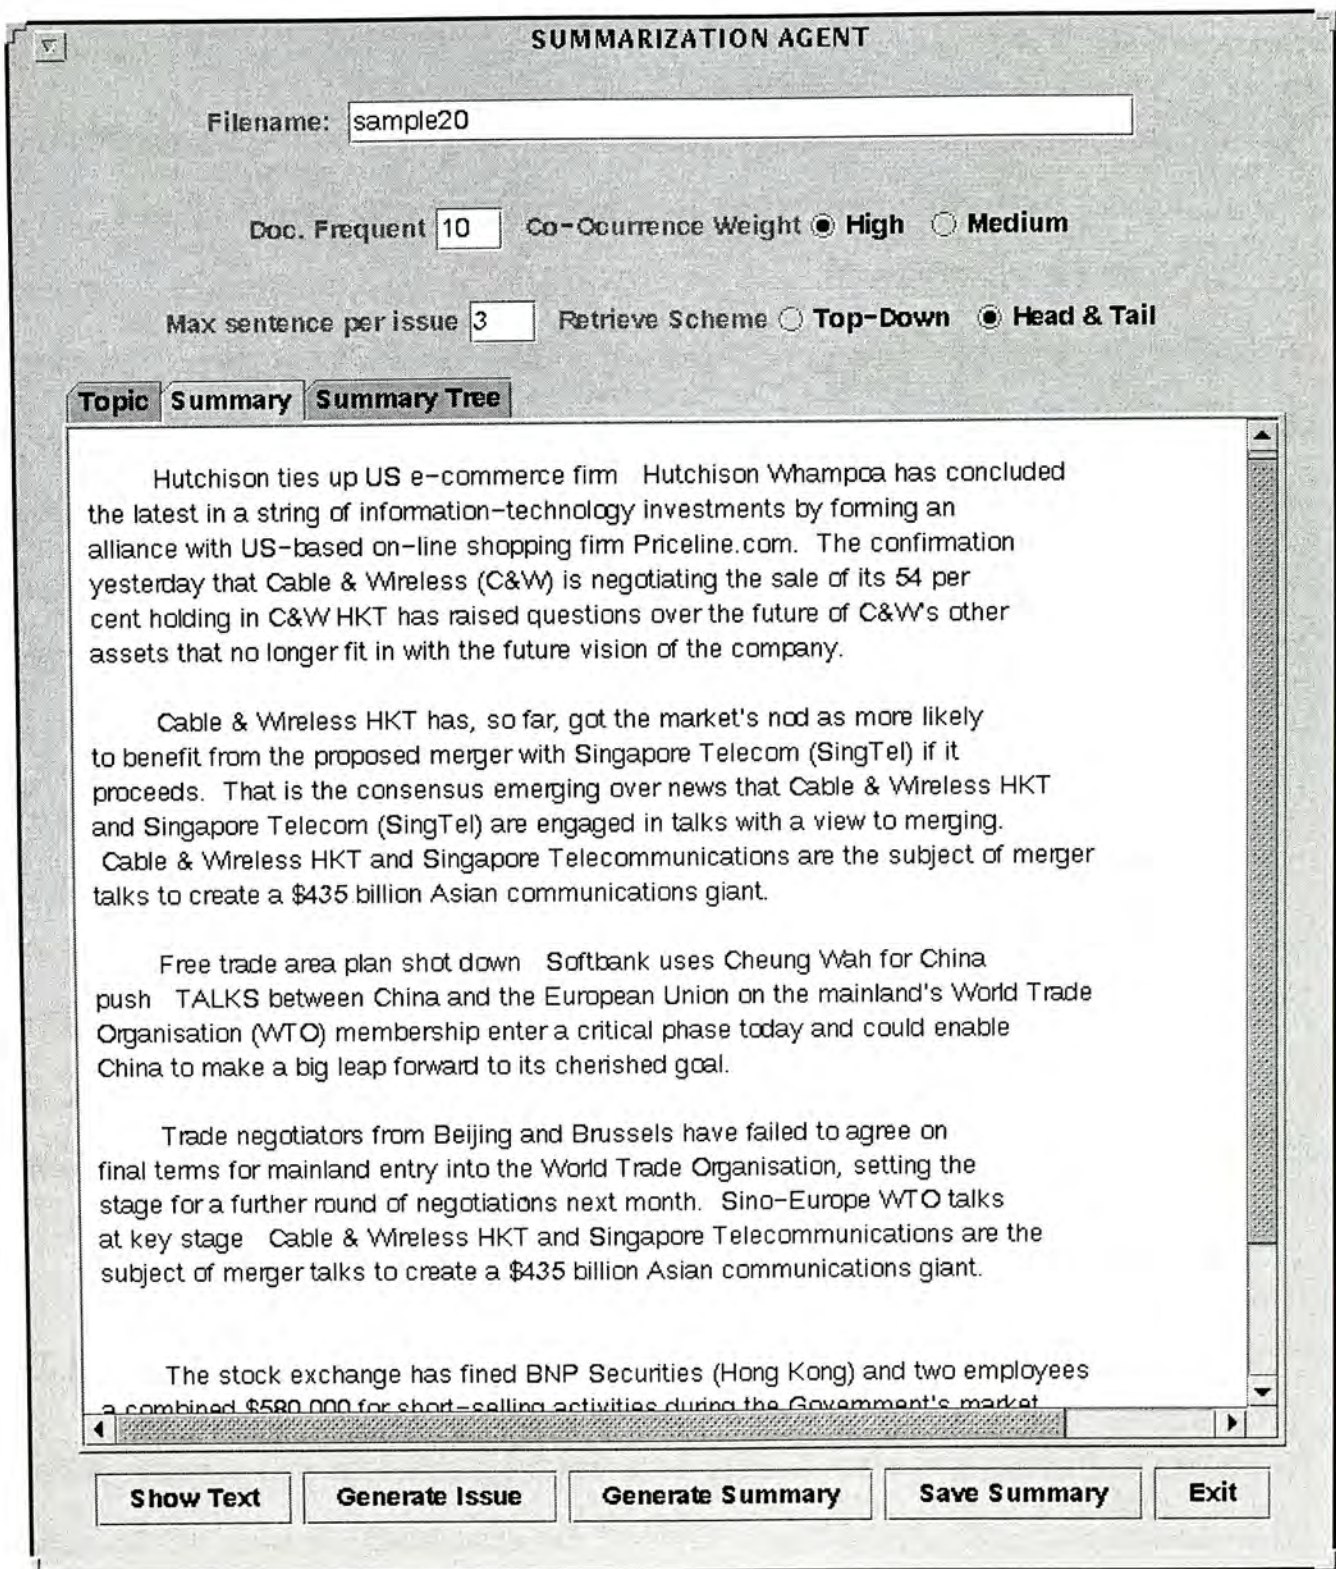 SUMMARIZATION AGENT
Filename: sample20
Doc. Frequent 10 Co-Ocurrence Weight High Medium
Max sentence per issue 3 Retrieve Scheme Top-Down Head & Tail
Topic Summary Summary Tree
Hutchison ties up US e-commerce firm Hutchison Whampoa has concluded
the latest in a string of information-technology investments by forming an
alliance with US-based on-line shopping firm Priceline.com. The confirmation
yesterday that Cable & Wireless (C&W) is negotiating the sale of its 54 per
cent holding in C&W HKT has raised questions over the future of C&W's other
assets that no longer fit in with the future vision of the company.
Cable & Wireless HKT has, so far, got the market's nod as more likely
to benefit from the proposed merger with Singapore Telecom (SingTel) if it
proceeds. That is the consensus emerging over news that Cable & Wireless HKT
and Singapore Telecom (SingTel) are engaged in talks with a view to merging.
Cable & Wireless HKT and Singapore Telecommunications are the subject of merger
talks to create a $435 billion Asian communications giant.
Free trade area plan shot down Softbank uses Cheung Wah for China
push TALKS between China and the European Union on the mainland's World Trade
Organisation (WTO) membership enter a critical phase today and could enable
China to make a big leap forward to its cherished goal.
Trade negotiators from Beijing and Brussels have failed to agree on
final terms for mainland entry into the World Trade Organisation, setting the
stage for a further round of negotiations next month. Sino-Europe WTO talks
at key stage Cable & Wireless HKT and Singapore Telecommunications are the
subject of merger talks to create a $435 billion Asian communications giant.
The stock exchange has fined BNP Securities (Hong Kong) and two employees
a combined $580,000 for short-selling activities during the Government's market
Show Text Generate Issue Generate Summary Save Summary Exit